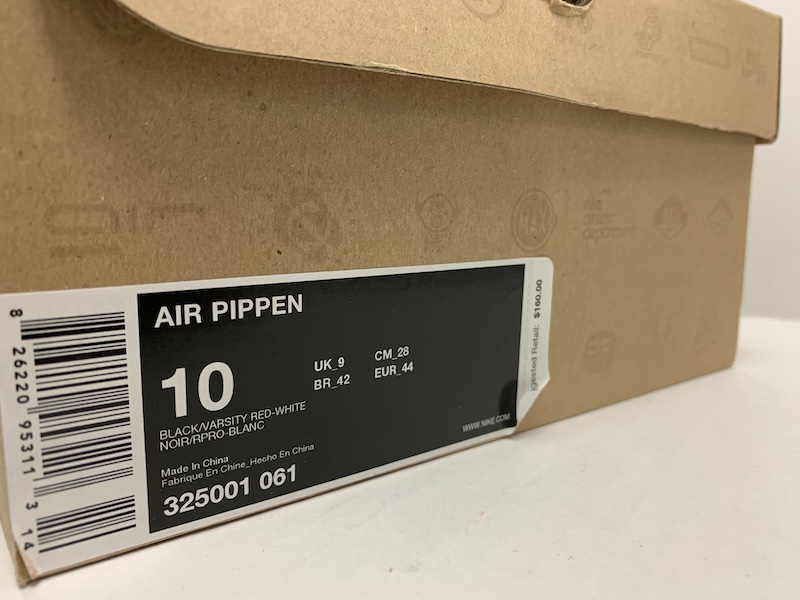 MAX
AIR PIPPEN
10
UK_9 CM_28
BR_42 EUR_44
BLACK/VARSITY RED-WHITE
NOIR/RPRO-BLANC
WWW.NIKE.COM
Made In China
Fabrique En Chine_Hecho En China
325001 061
8 26220 95311 3 14
Retail: $160.00